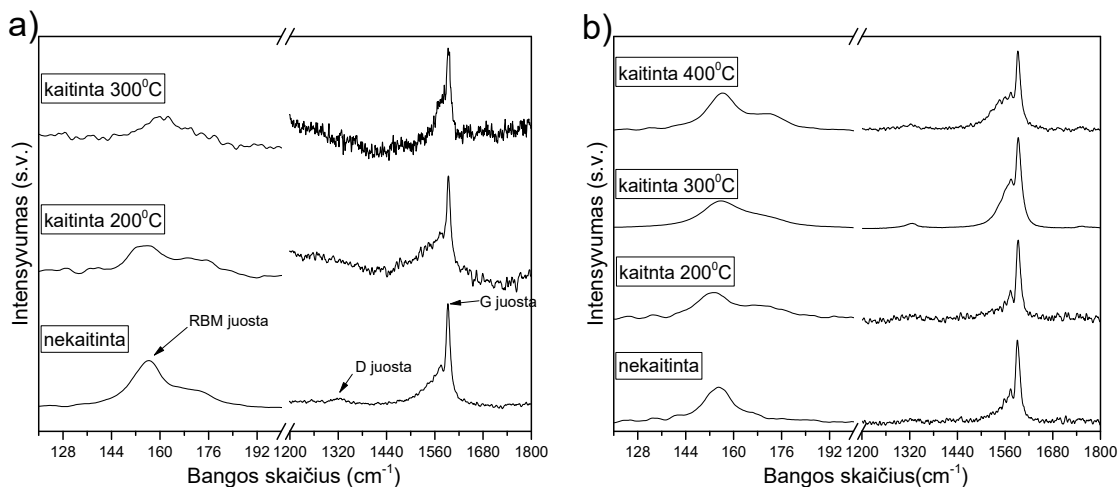 a)
Intensyvumas (s.v.)
kaitinta 300⁰C
kaitinta 200⁰C
nekaitinta
RBM juosta
D juosta
G juosta
128 144 160 176 192 1200 1320 1440 1560 1680 1800
Bangos skaičius (cm⁻¹)
b)
Intensyvumas (s.v.)
kaitinta 400⁰C
kaitinta 300⁰C
kaitnta 200⁰C
nekaitinta
128 144 160 176 192 1200 1320 1440 1560 1680 1800
Bangos skaičius(cm⁻¹)